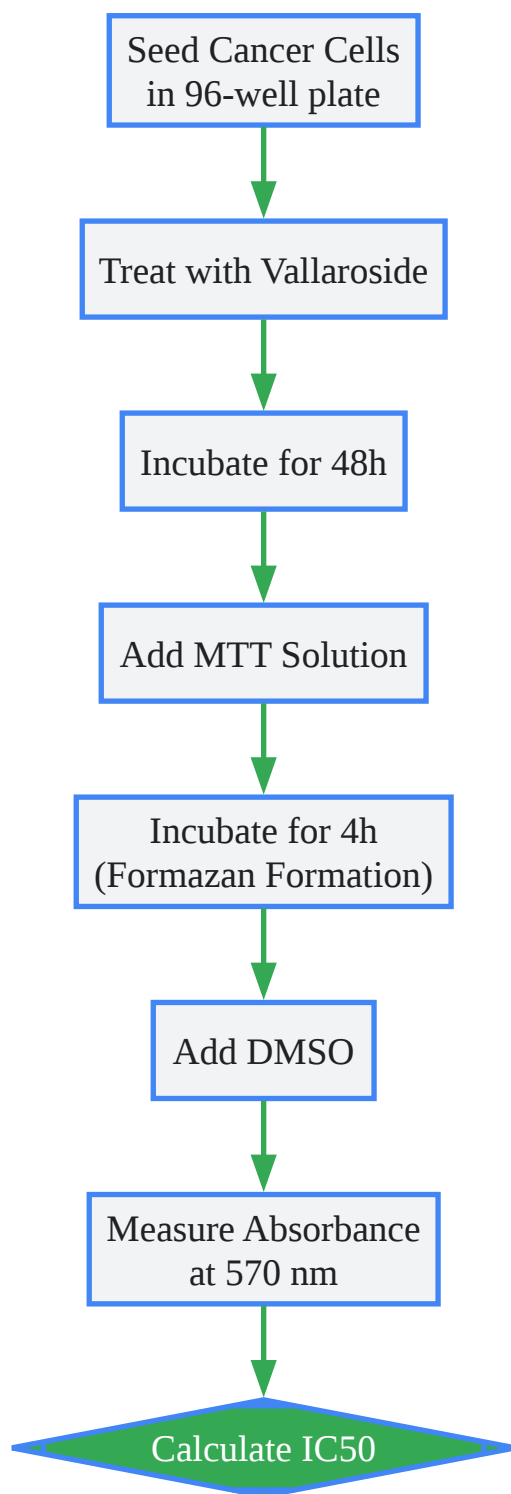 Seed Cancer Cells
in 96-well plate
Treat with Vallaroside
Incubate for 48h
Add MTT Solution
Incubate for 4h
(Formazan Formation)
Add DMSO
Measure Absorbance
at 570 nm
Calculate IC50